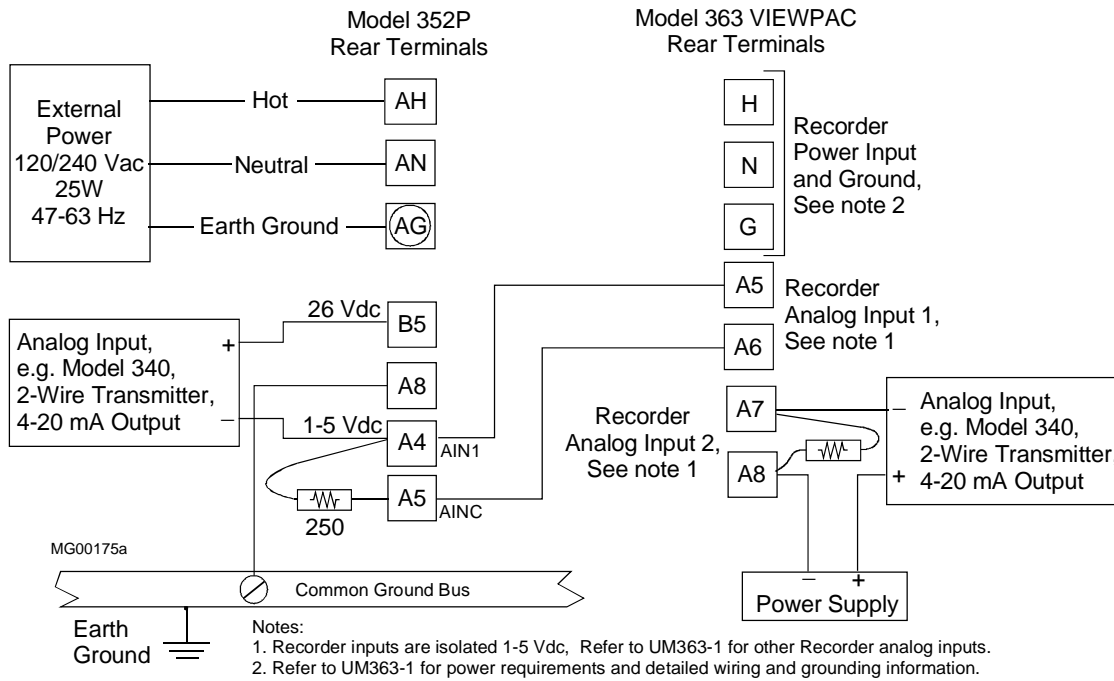 Model 352P
Rear Terminals
Model 363 VIEWPAC
Rear Terminals
External
Power
120/240 Vac
25W
47-63 Hz
Hot
Neutral
Earth Ground
AH
AN
AG
H
N
G
Recorder
Power Input
and Ground,
See note 2
Analog Input,
e.g. Model 340,
2-Wire Transmitter,
4-20 mA Output
+
–
26 Vdc
1-5 Vdc
B5
A8
A4
AIN1
A5
AINC
250
A5
A6
Recorder
Analog Input 1,
See note 1
Recorder
Analog Input 2,
See note 1
A7
A8
–
+
Analog Input,
e.g. Model 340,
2-Wire Transmitter,
4-20 mA Output
– +
Power Supply
MG00175a
Common Ground Bus
Earth
Ground
Notes:
1. Recorder inputs are isolated 1-5 Vdc, Refer to UM363-1 for other Recorder analog inputs.
2. Refer to UM363-1 for power requirements and detailed wiring and grounding information.